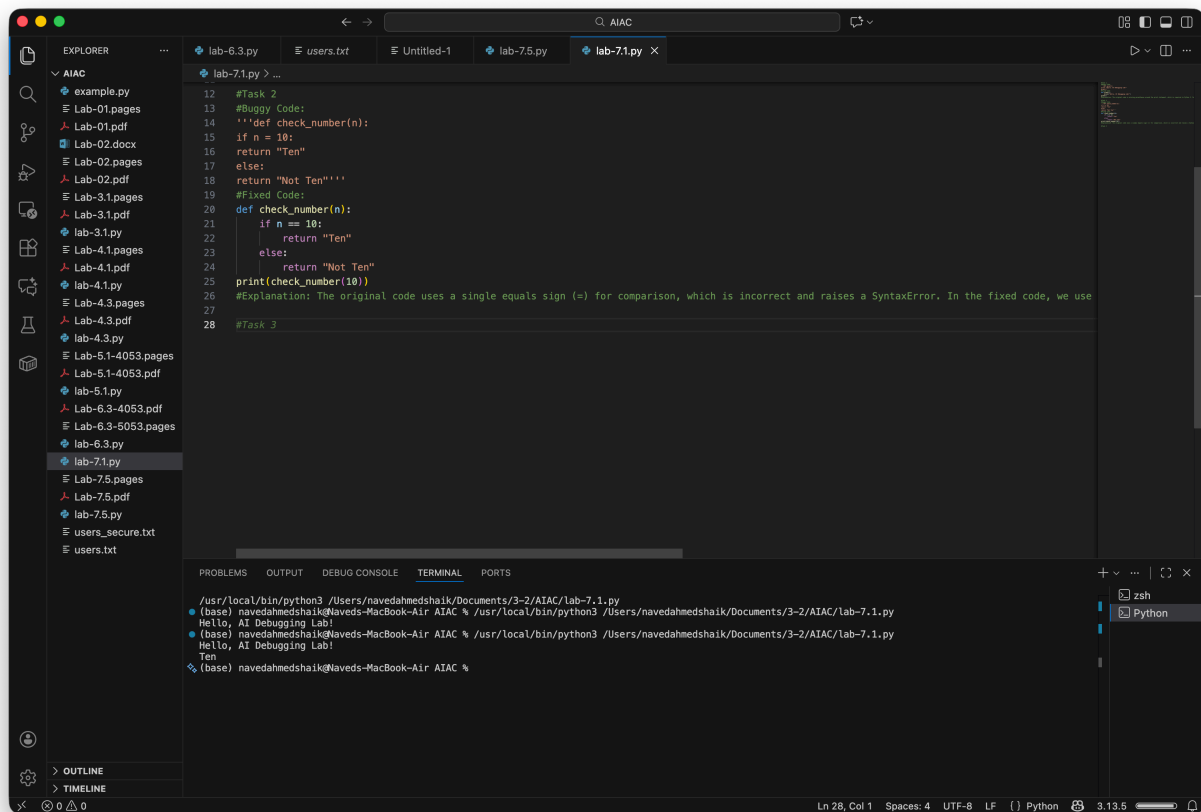 AIAC
EXPLORER
AIAC
example.py
Lab-01.pages
Lab-01.pdf
Lab-02.docx
Lab-02.pages
Lab-02.pdf
Lab-3.1.pages
Lab-3.1.pdf
lab-3.1.py
Lab-4.1.pages
Lab-4.1.pdf
lab-4.1.py
Lab-4.3.pages
Lab-4.3.pdf
lab-4.3.py
Lab-5.1-4053.pages
Lab-5.1-4053.pdf
lab-5.1.py
Lab-6.3-4053.pdf
Lab-6.3-5053.pages
lab-6.3.py
lab-7.1.py
Lab-7.5.pages
Lab-7.5.pdf
lab-7.5.py
users_secure.txt
users.txt
OUTLINE
TIMELINE
lab-6.3.py users.txt Untitled-1 lab-7.5.py lab-7.1.py
lab-7.1.py > ...
12 #Task 2
13 #Buggy Code:
14 '''def check_number(n):
15 if n = 10:
16 return "Ten"
17 else:
18 return "Not Ten"'''
19 #Fixed Code:
20 def check_number(n):
21 if n == 10:
22 return "Ten"
23 else:
24 return "Not Ten"
25 print(check_number(10))
26 #Explanation: The original code uses a single equals sign (=) for comparison, which is incorrect and raises a SyntaxError. In the fixed code, we use
27
28 #Task 3
PROBLEMS OUTPUT DEBUG CONSOLE TERMINAL PORTS
/usr/local/bin/python3 /Users/navedahmedshaik/Documents/3-2/AIAC/lab-7.1.py
(base) navedahmedshaik@Naveds-MacBook-Air AIAC % /usr/local/bin/python3 /Users/navedahmedshaik/Documents/3-2/AIAC/lab-7.1.py
Hello, AI Debugging Lab!
(base) navedahmedshaik@Naveds-MacBook-Air AIAC % /usr/local/bin/python3 /Users/navedahmedshaik/Documents/3-2/AIAC/lab-7.1.py
Hello, AI Debugging Lab!
Ten
(base) navedahmedshaik@Naveds-MacBook-Air AIAC %
zsh
Python
0 0
Ln 28, Col 1 Spaces: 4 UTF-8 LF { } Python 3.13.5